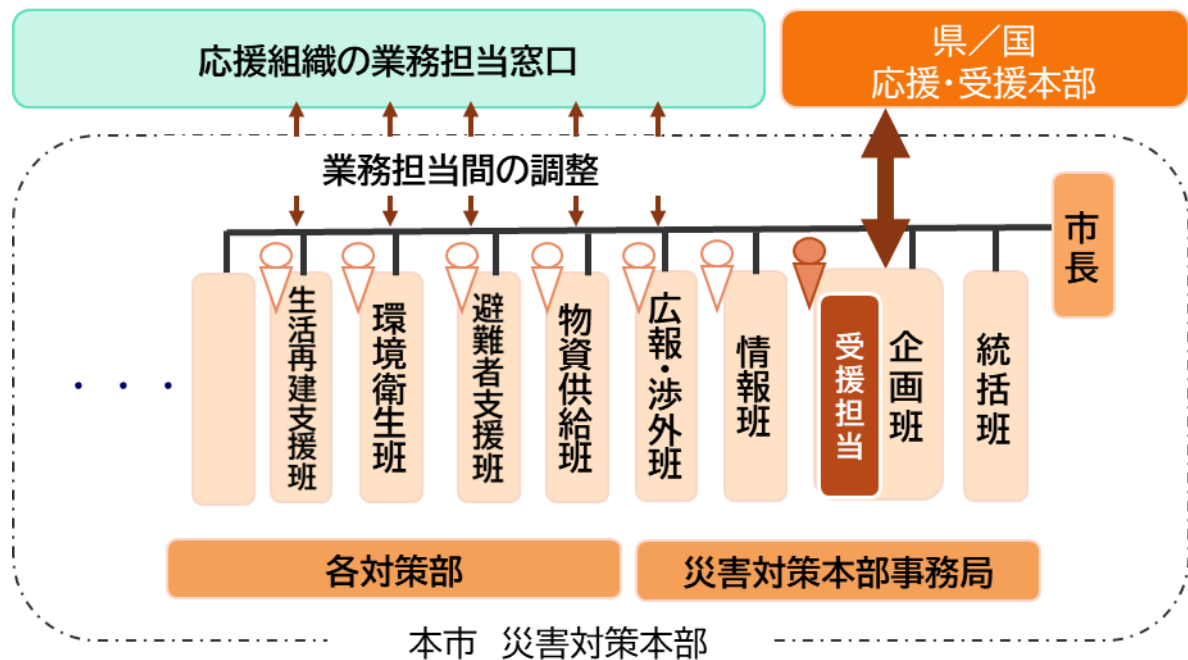 応援組織の業務担当窓口
県／国
応援・受援本部
業務担当間の調整
市長
・・・
生活再建支援班
環境衛生班
避難者支援班
物資供給班
広報・渉外班
情報班
受援担当
企画班
統括班
各対策部
災害対策本部事務局
本市 災害対策本部